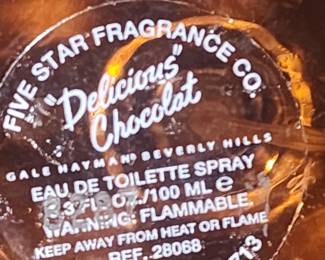 FIVE STAR FRAGRANCE CO.
"Delicious"
Chocolat
GALE HAYMAN® BEVERLY HILLS
EAU DE TOILETTE SPRAY
3.3 FL. OZ./100 ML e
WARNING: FLAMMABLE.
KEEP AWAY FROM HEAT OR FLAME
REF. 28068